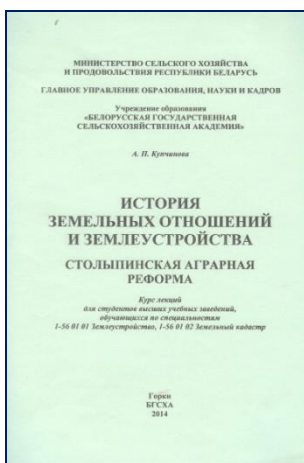 МИНИСТЕРСТВО СЕЛЬСКОГО ХОЗЯЙСТВА
И ПРОДОВОЛЬСТВИЯ РЕСПУБЛИКИ БЕЛАРУСЬ
ГЛАВНОЕ УПРАВЛЕНИЕ ОБРАЗОВАНИЯ, НАУКИ И КАДРОВ
Учреждение образования
«БЕЛОРУССКАЯ ГОСУДАРСТВЕННАЯ
СЕЛЬСКОХОЗЯЙСТВЕННАЯ АКАДЕМИЯ»
А. П. Купчинова
ИСТОРИЯ
ЗЕМЕЛЬНЫХ ОТНОШЕНИЙ
И ЗЕМЛЕУСТРОЙСТВА
СТОЛЫПИНСКАЯ АГРАРНАЯ
РЕФОРМА
Курс лекций
для студентов высших учебных заведений,
обучающихся по специальностям
1-56 01 01 Землеустройство, 1-56 01 02 Земельный кадастр
Горки
БГСХА
2014